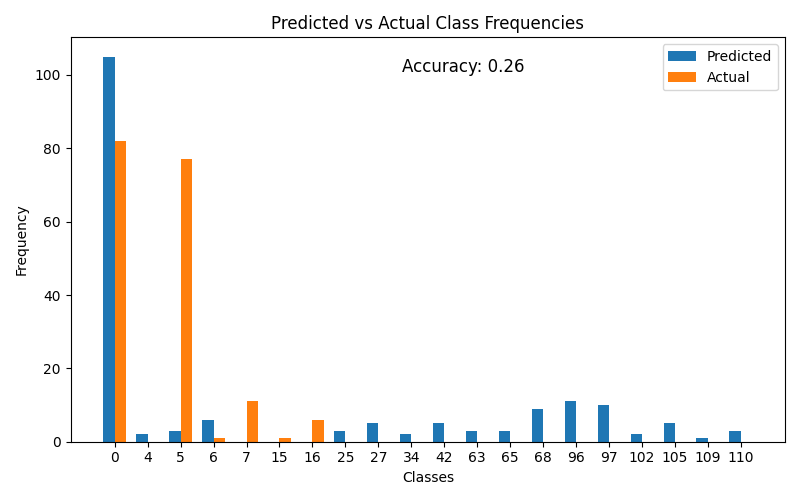 Predicted vs Actual Class Frequencies
Accuracy: 0.26
Predicted
Actual
Frequency
100
80
60
40
20
0
0 4 5 6 7 15 16 25 27 34 42 63 65 68 96 97 102 105 109 110
Classes